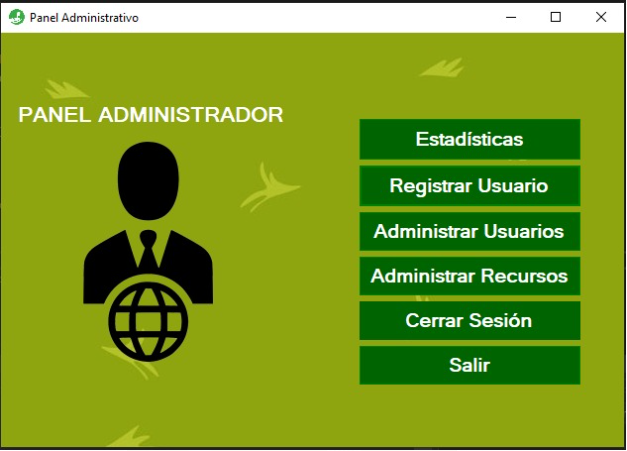 Panel Administrativo
PANEL ADMINISTRADOR
Estadísticas
Registrar Usuario
Administrar Usuarios
Administrar Recursos
Cerrar Sesión
Salir